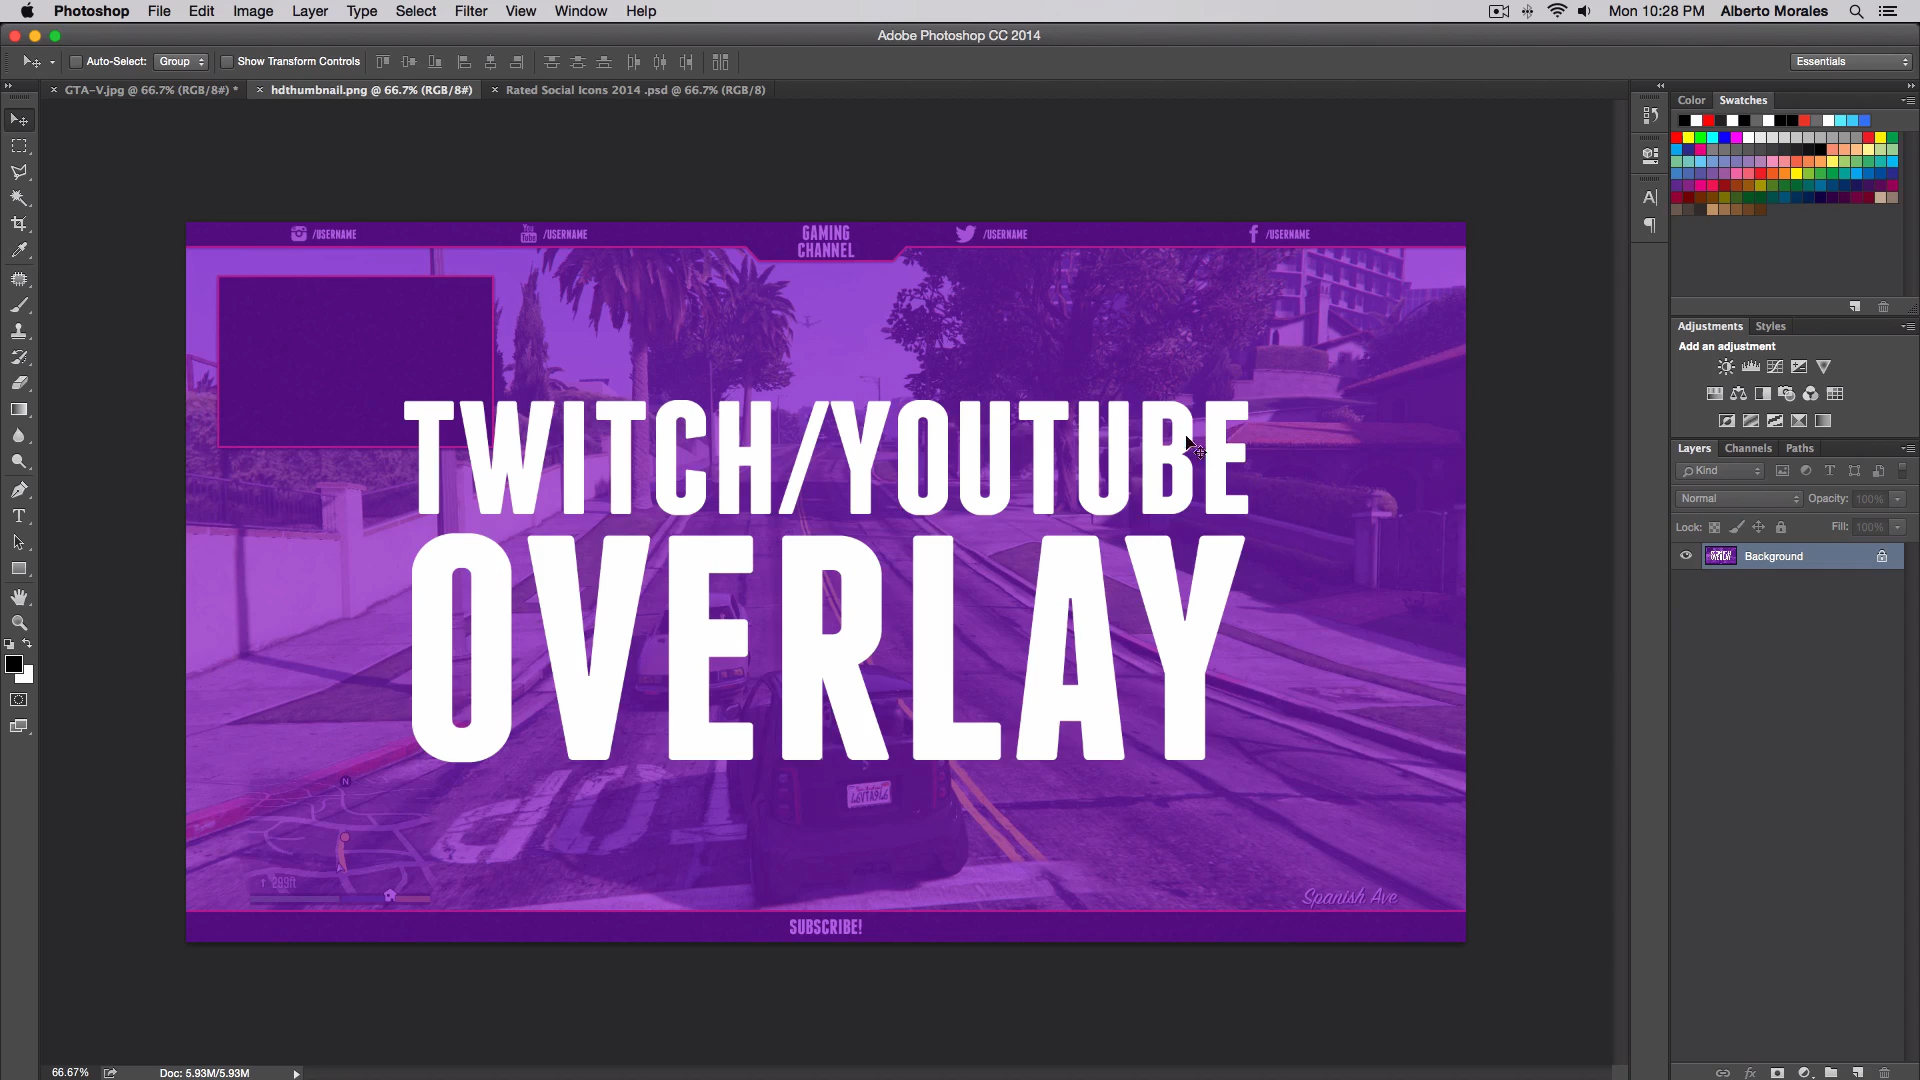 Photoshop File Edit Image Layer Type Select Filter View Window Help Mon 10:28 PM Alberto Morales
Adobe Photoshop CC 2014
Auto-Select: Group Show Transform Controls Essentials
GTA-V.jpg @ 66.7% (RGB/8#) * hdthumbnail.png @ 66.7% (RGB/8#) Rated Social Icons 2014 .psd @ 66.7% (RGB/8)
Color Swatches
/USERNAME You Tube /USERNAME GAMING CHANNEL /USERNAME /USERNAME
Adjustments Styles
Add an adjustment
TWITCH/YOUTUBE
OVERLAY
Layers Channels Paths
Kind
Normal Opacity: 100%
Lock: Fill: 100%
Background
46VTA946
N
289ft
Spanish Ave
SUBSCRIBE!
66.67% Doc: 5.93M/5.93M